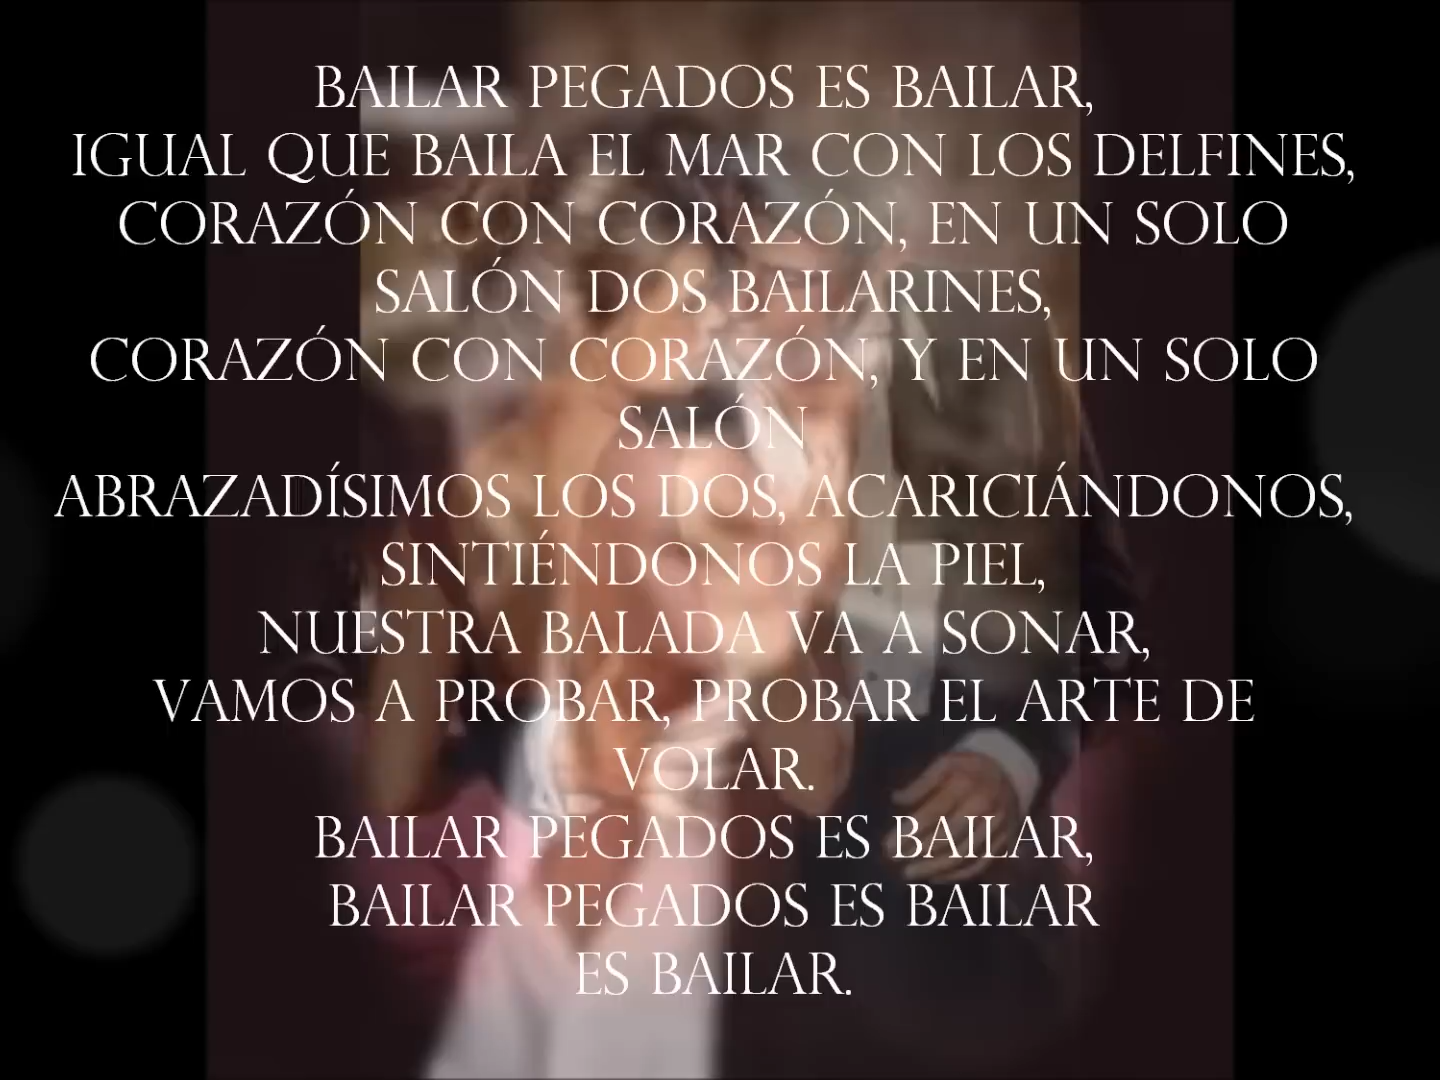 BAILAR PEGADOS ES BAILAR,
IGUAL QUE BAILA EL MAR CON LOS DELFINES,
CORAZÓN CON CORAZÓN, EN UN SOLO
SALÓN DOS BAILARINES,
CORAZÓN CON CORAZÓN, Y EN UN SOLO
SALÓN
ABRAZADÍSIMOS LOS DOS, ACARICIÁNDONOS,
SINTIÉNDONOS LA PIEL,
NUESTRA BALADA VA A SONAR,
VAMOS A PROBAR, PROBAR EL ARTE DE
VOLAR.
BAILAR PEGADOS ES BAILAR,
BAILAR PEGADOS ES BAILAR
ES BAILAR.